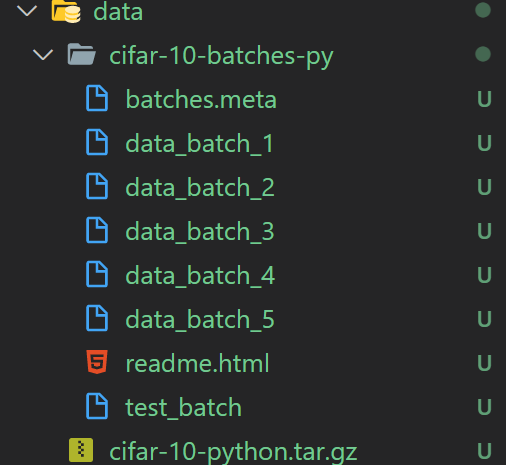 data
cifar-10-batches-py
batches.meta U
data_batch_1 U
data_batch_2 U
data_batch_3 U
data_batch_4 U
data_batch_5 U
readme.html U
test_batch U
cifar-10-python.tar.gz U